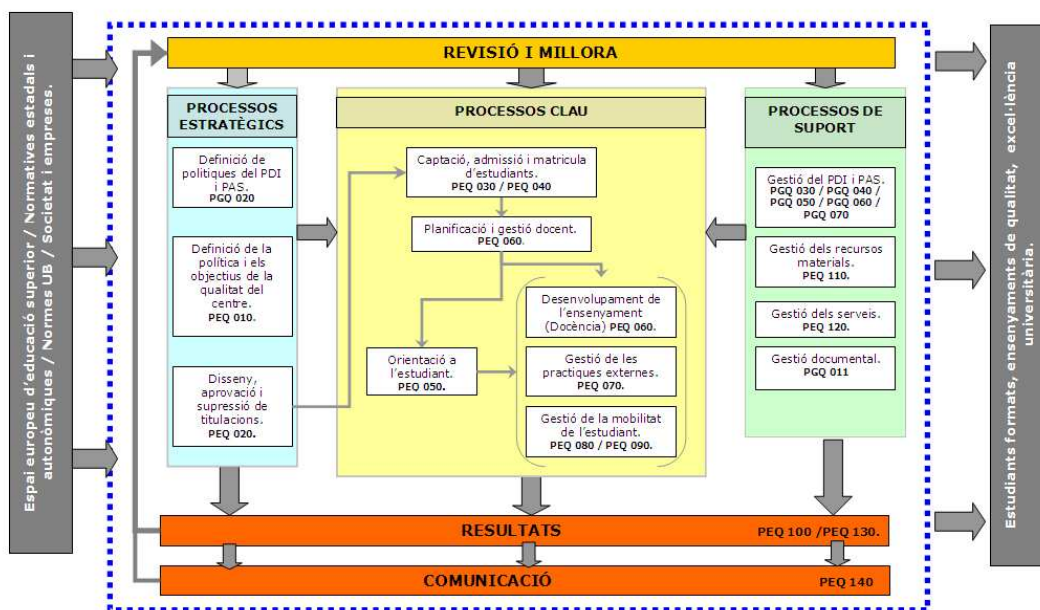 Espai europeu d'educació superior / Normatives estadals i
autonòmiques / Normes UB / Societat i empreses.
REVISIÓ I MILLORA
PROCESSOS
ESTRATÈGICS
Definició de
politiques del PDI
i PAS.
PGQ 020
Definició de la
política i els
objectius de la
qualitat del
centre.
PEQ 010.
Disseny,
aprovació i
supressió de
titulacions.
PEQ 020.
PROCESSOS CLAU
Captació, admissió i matricula
d'estudiants.
PEQ 030 / PEQ 040
Planificació i gestió docent.
PEQ 060.
Orientació a
l'estudiant.
PEQ 050.
Desenvolupament de
l'ensenyament
(Docència) PEQ 060.
Gestió de les
practiques externes.
PEQ 070.
Gestió de la mobilitat
de l'estudiant.
PEQ 080 / PEQ 090.
PROCESSOS DE
SUPORT
Gestió del PDI i PAS.
PGQ 030 / PGQ 040 /
PGQ 050 / PGQ 060 /
PGQ 070
Gestió dels recursos
materials.
PEQ 110.
Gestió dels serveis.
PEQ 120.
Gestió documental.
PGQ 011
RESULTATS
PEQ 100 /PEQ 130.
COMUNICACIÓ
PEQ 140
Estudiants formats, ensenyaments de qualitat, excel·lència
universitària.